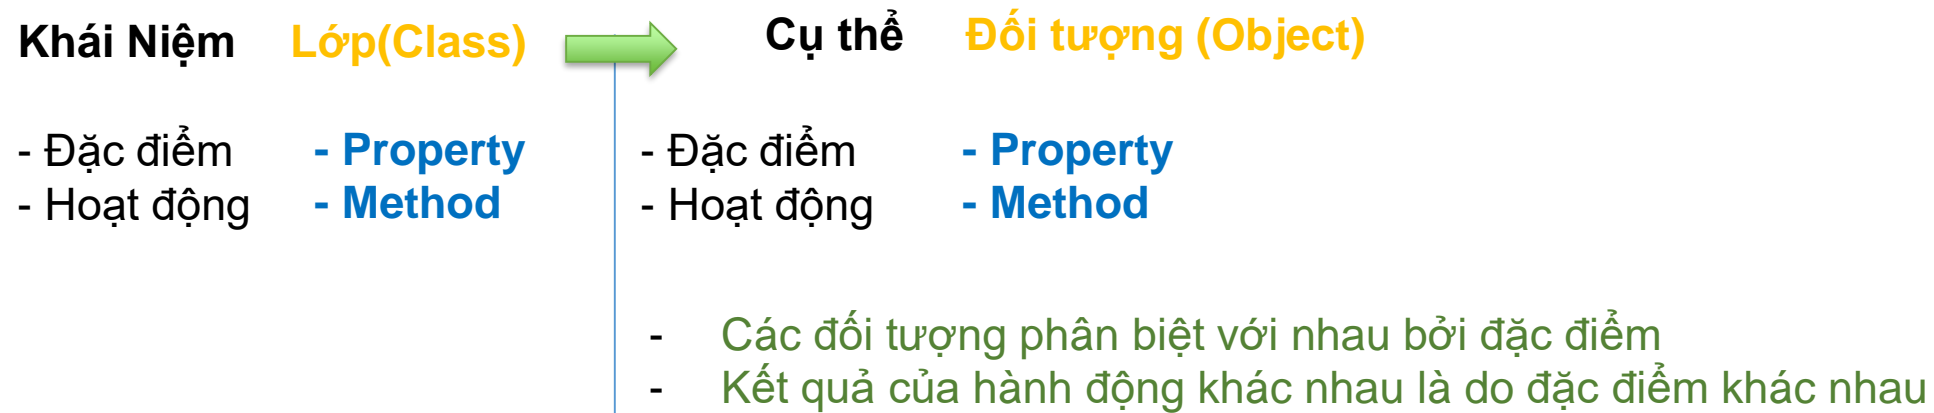 Khái Niệm Lớp(Class) Cụ thể Đối tượng (Object)
- Đặc điểm - Property - Đặc điểm - Property
- Hoạt động - Method - Hoạt động - Method
- Các đối tượng phân biệt với nhau bởi đặc điểm
- Kết quả của hành động khác nhau là do đặc điểm khác nhau